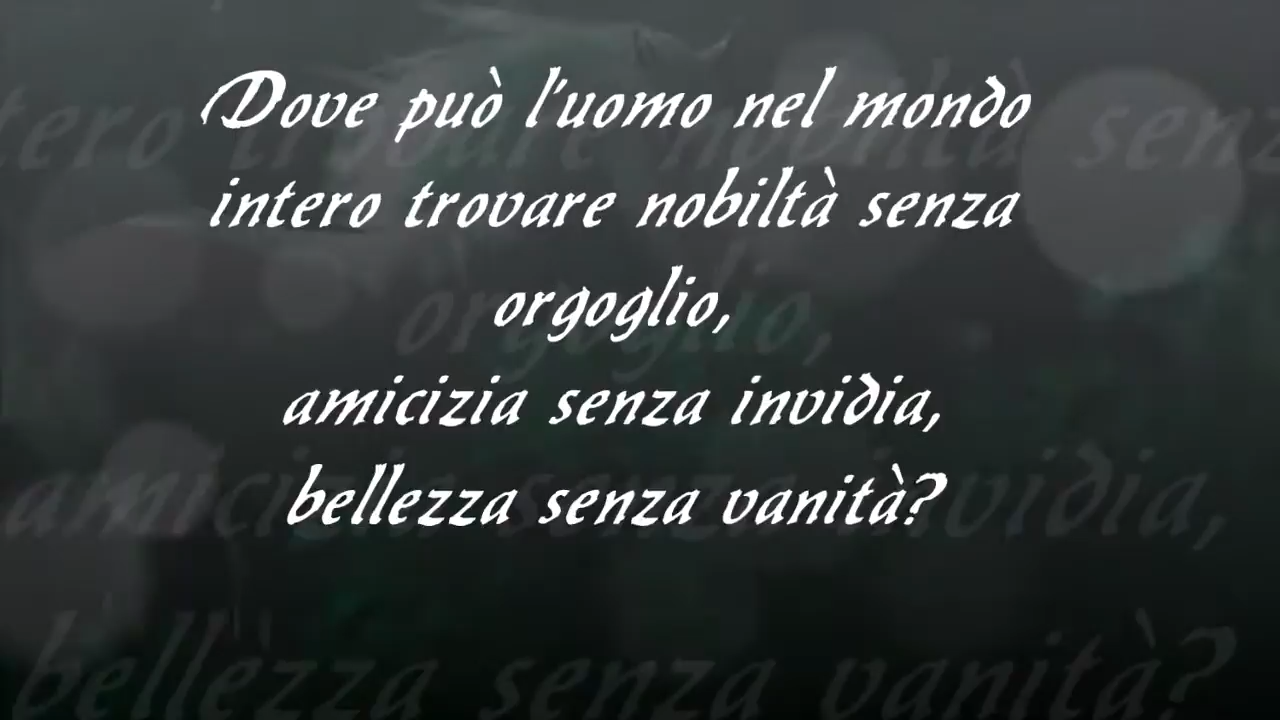 Dove può l'uomo nel mondo
intero trovare nobiltà senza
orgoglio,
amicizia senza invidia,
bellezza senza vanità?